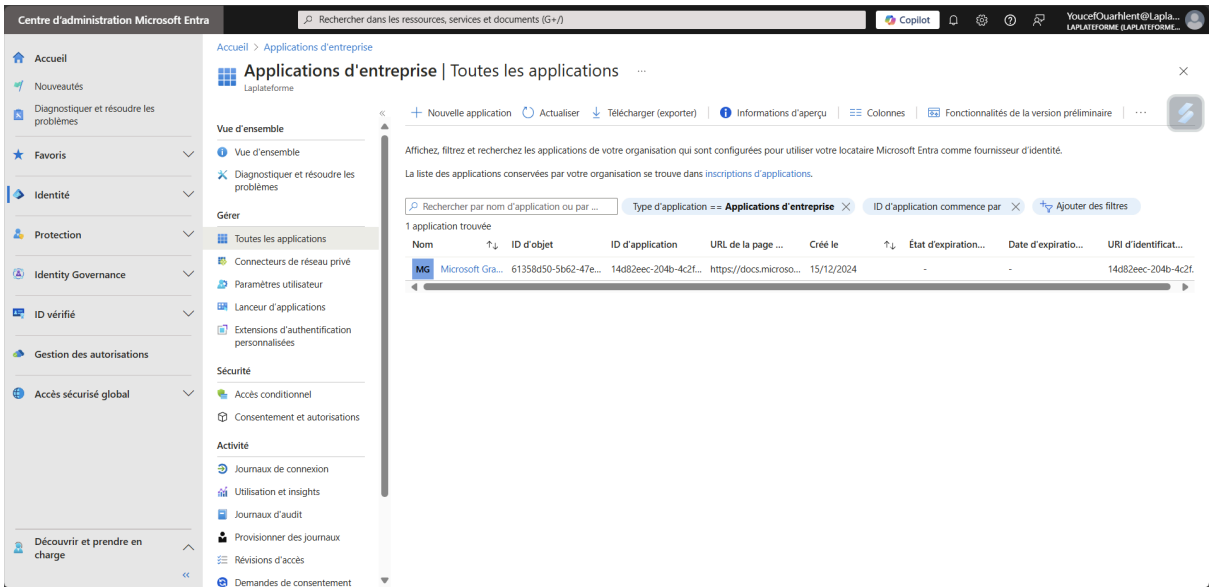 Centre d'administration Microsoft Entra
Rechercher dans les ressources, services et documents (G+/)
Copilot
YoucefOuarhlent@Lapla...
LAPLATEFORME (LAPLATEFORME...
Accueil
Nouveautés
Diagnostiquer et résoudre les
problèmes
Favoris
Identité
Protection
Identity Governance
ID vérifié
Gestion des autorisations
Accès sécurisé global
Découvrir et prendre en
charge
«
Accueil > Applications d'entreprise
Applications d'entreprise | Toutes les applications ...
Laplateforme
«
Vue d'ensemble
Vue d'ensemble
Diagnostiquer et résoudre les
problèmes
Gérer
Toutes les applications
Connecteurs de réseau privé
Paramètres utilisateur
Lanceur d'applications
Extensions d'authentification
personnalisées
Sécurité
Accès conditionnel
Consentement et autorisations
Activité
Journaux de connexion
Utilisation et insights
Journaux d'audit
Provisionner des journaux
Révisions d'accès
Demandes de consentement
Nouvelle application Actualiser Télécharger (exporter) Informations d'aperçu Colonnes Fonctionnalités de la version préliminaire ...
Affichez, filtrez et recherchez les applications de votre organisation qui sont configurées pour utiliser votre locataire Microsoft Entra comme fournisseur d'identité.
La liste des applications conservées par votre organisation se trouve dans inscriptions d'applications.
Rechercher par nom d'application ou par ... Type d'application == Applications d'entreprise ID d'application commence par Ajouter des filtres
1 application trouvée
Nom ID d'objet ID d'application URL de la page ... Créé le État d'expiration... Date d'expiratio... URI d'identificat...
MG Microsoft Gra... 61358d50-5b62-47e... 14d82eec-204b-4c2f... https://docs.microso... 15/12/2024 - - 14d82eec-204b-4c2f.